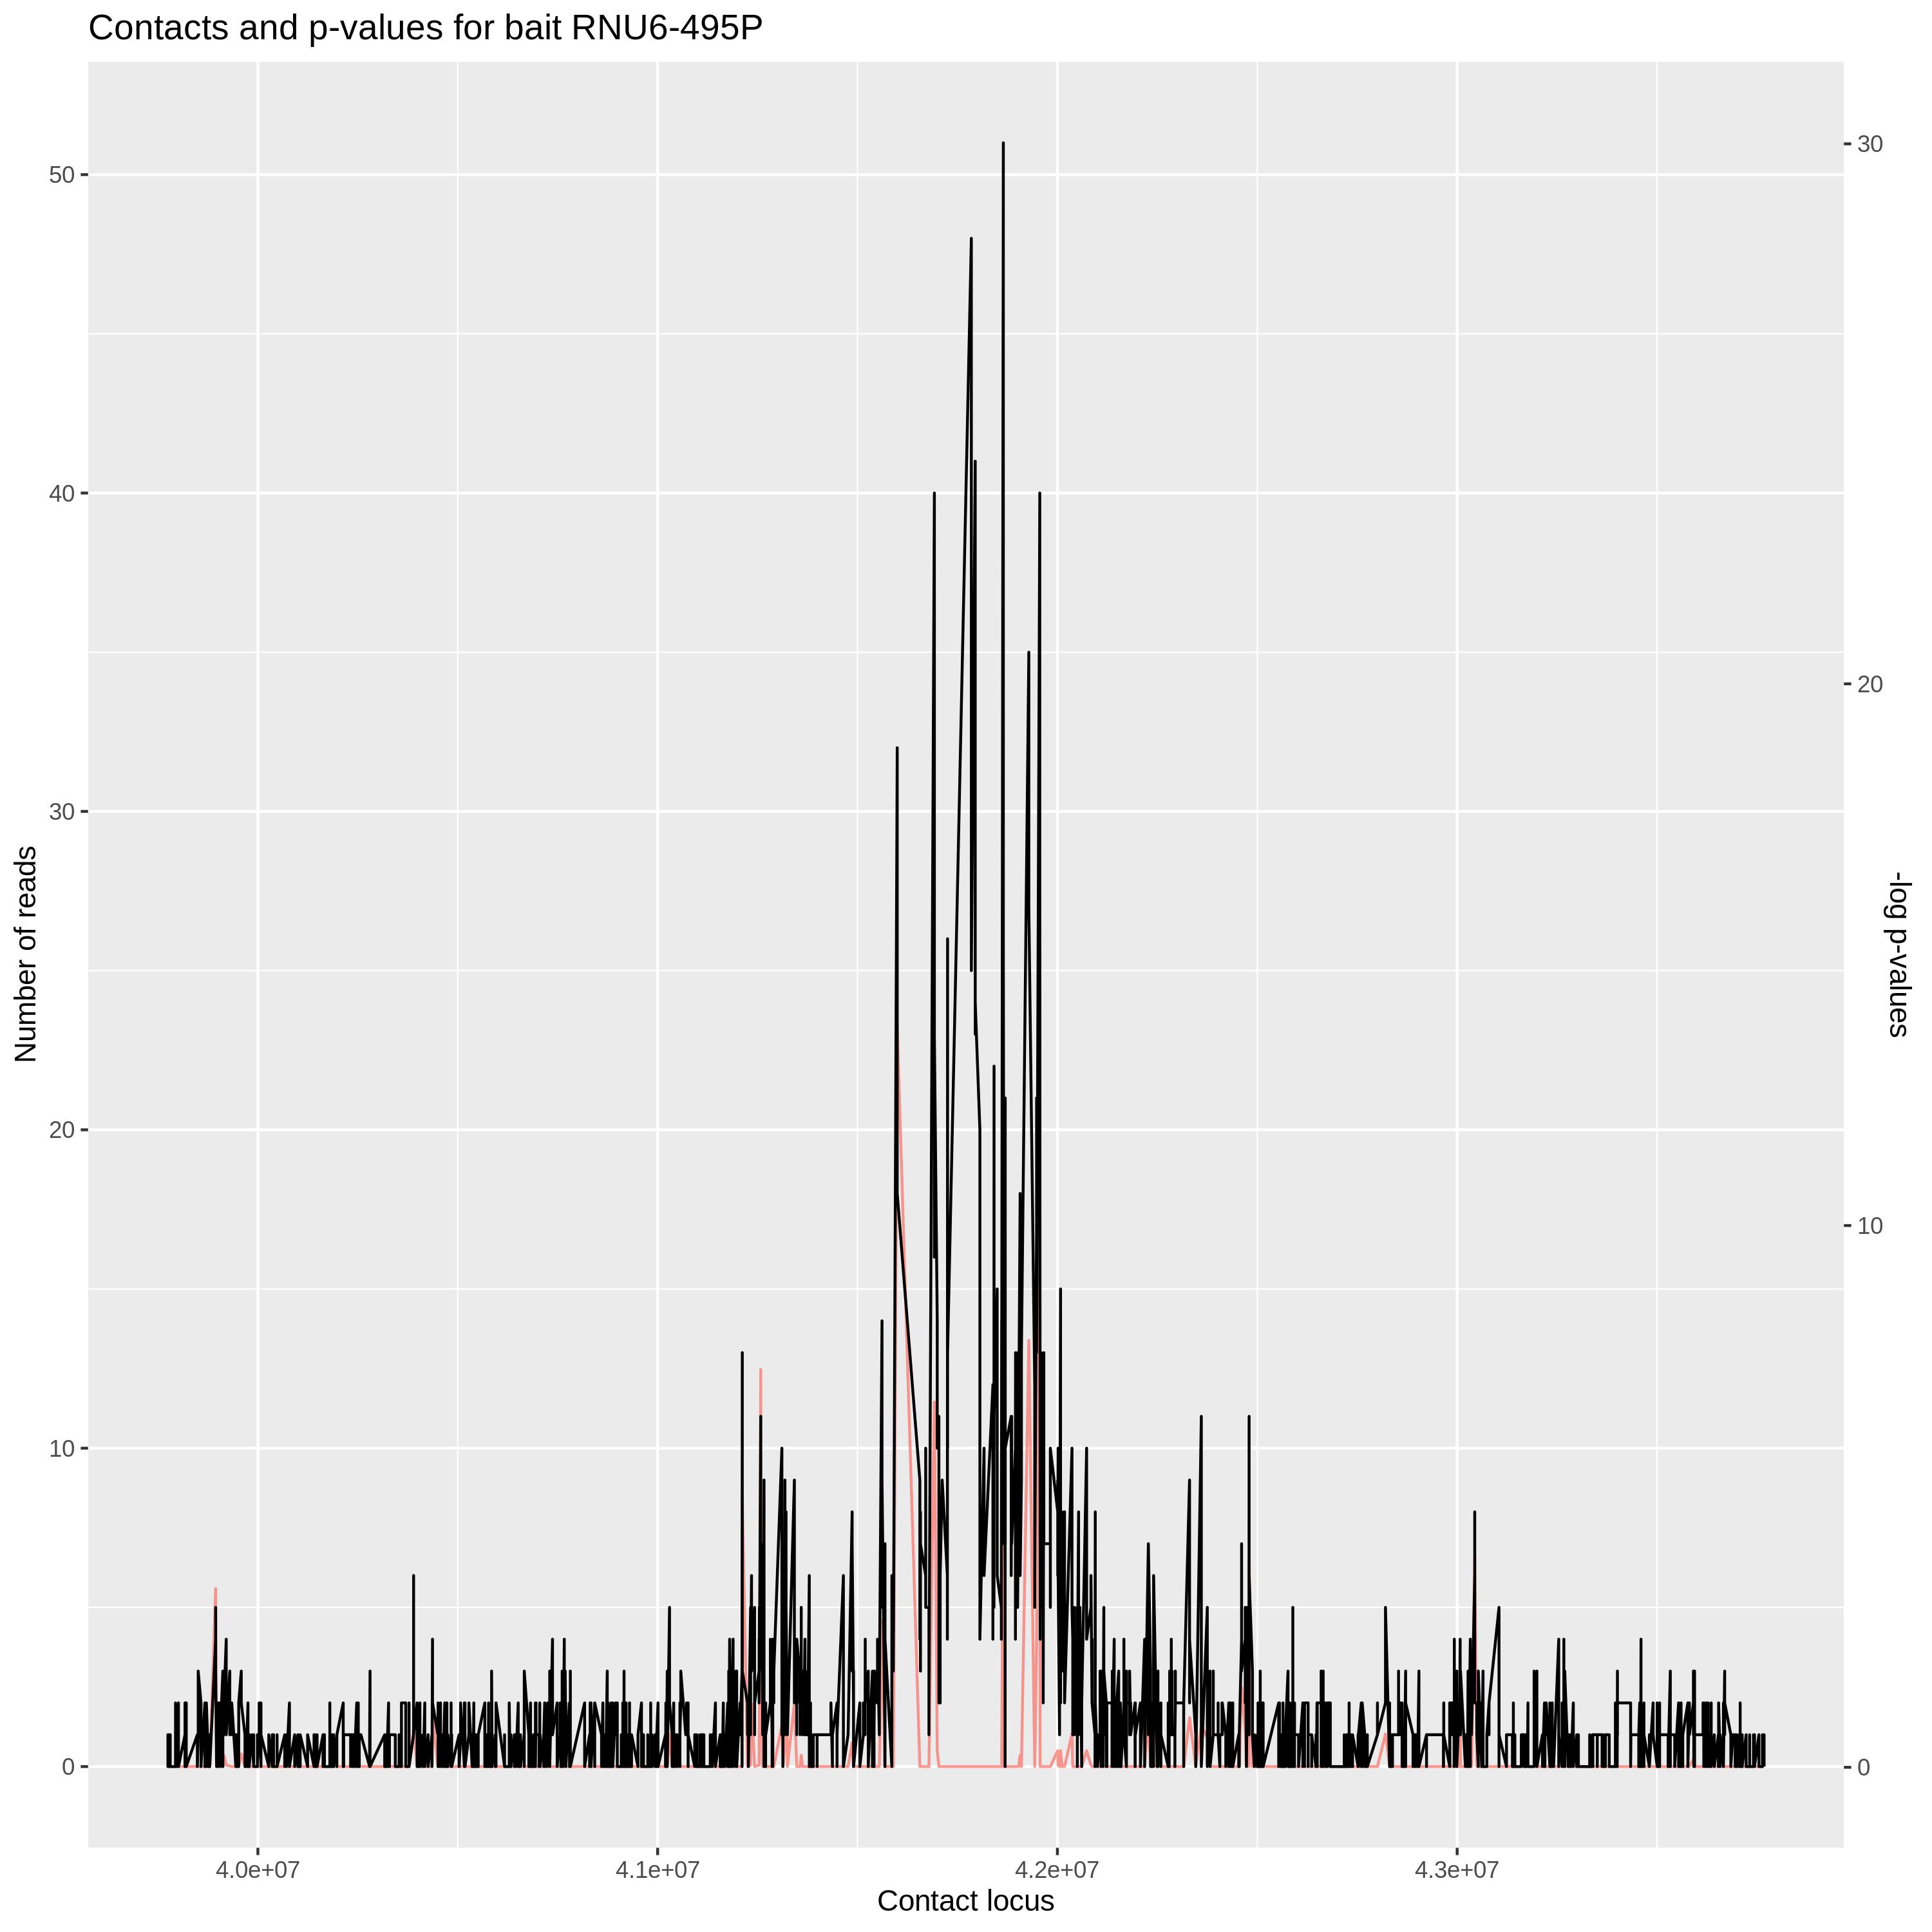 Contacts and p-values for bait RNU6-495P
50
40
30
20
10
0
Number of reads
30
20
10
0
-log p-values
4.0e+07 4.1e+07 4.2e+07 4.3e+07
Contact locus